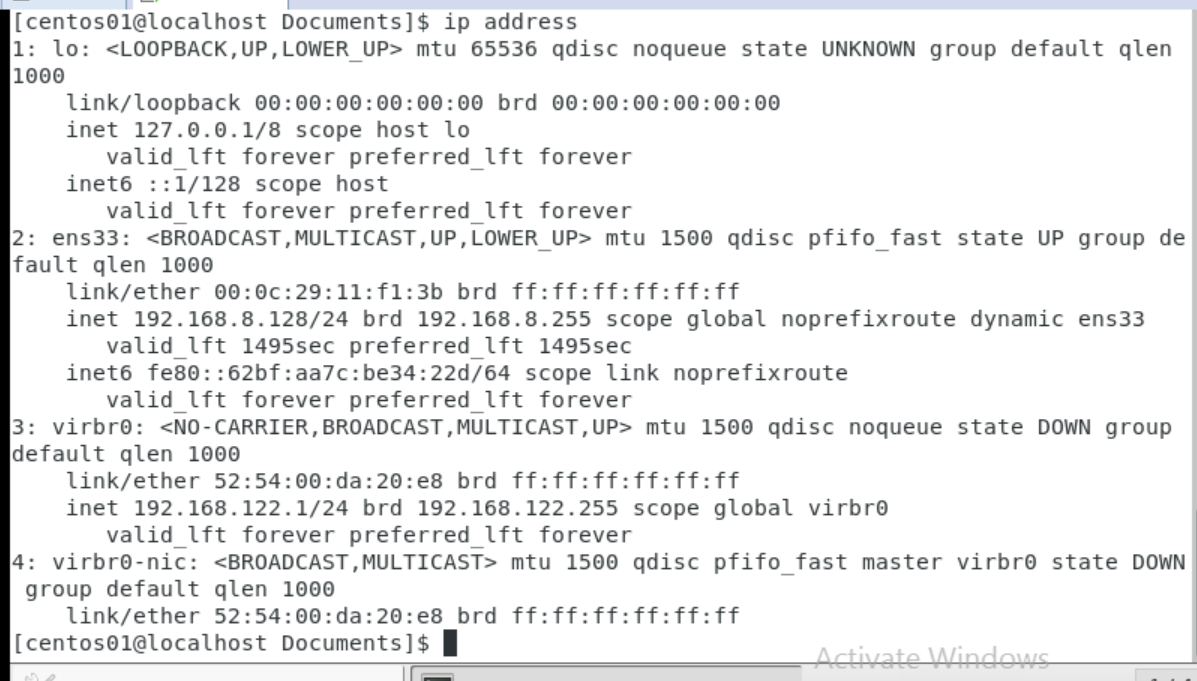 [centos01@localhost Documents]$ ip address
1: lo: <LOOPBACK,UP,LOWER_UP> mtu 65536 qdisc noqueue state UNKNOWN group default qlen
1000
    link/loopback 00:00:00:00:00:00 brd 00:00:00:00:00:00
    inet 127.0.0.1/8 scope host lo
       valid_lft forever preferred_lft forever
    inet6 ::1/128 scope host
       valid_lft forever preferred_lft forever
2: ens33: <BROADCAST,MULTICAST,UP,LOWER_UP> mtu 1500 qdisc pfifo_fast state UP group de
fault qlen 1000
    link/ether 00:0c:29:11:f1:3b brd ff:ff:ff:ff:ff:ff
    inet 192.168.8.128/24 brd 192.168.8.255 scope global noprefixroute dynamic ens33
       valid_lft 1495sec preferred_lft 1495sec
    inet6 fe80::62bf:aa7c:be34:22d/64 scope link noprefixroute
       valid_lft forever preferred_lft forever
3: virbr0: <NO-CARRIER,BROADCAST,MULTICAST,UP> mtu 1500 qdisc noqueue state DOWN group
default qlen 1000
    link/ether 52:54:00:da:20:e8 brd ff:ff:ff:ff:ff:ff
    inet 192.168.122.1/24 brd 192.168.122.255 scope global virbr0
       valid_lft forever preferred_lft forever
4: virbr0-nic: <BROADCAST,MULTICAST> mtu 1500 qdisc pfifo_fast master virbr0 state DOWN
 group default qlen 1000
    link/ether 52:54:00:da:20:e8 brd ff:ff:ff:ff:ff:ff
[centos01@localhost Documents]$
Activate Windows